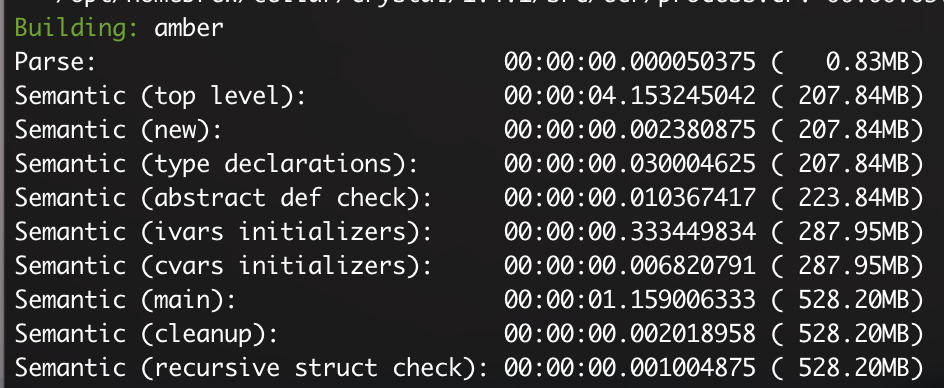 Building: amber
Parse:                             00:00:00.000050375 (   0.83MB)
Semantic (top level):              00:00:04.153245042 ( 207.84MB)
Semantic (new):                    00:00:00.002380875 ( 207.84MB)
Semantic (type declarations):      00:00:00.030004625 ( 207.84MB)
Semantic (abstract def check):     00:00:00.010367417 ( 223.84MB)
Semantic (ivars initializers):     00:00:00.333449834 ( 287.95MB)
Semantic (cvars initializers):     00:00:00.006820791 ( 287.95MB)
Semantic (main):                   00:00:01.159006333 ( 528.20MB)
Semantic (cleanup):                00:00:00.002018958 ( 528.20MB)
Semantic (recursive struct check): 00:00:00.001004875 ( 528.20MB)